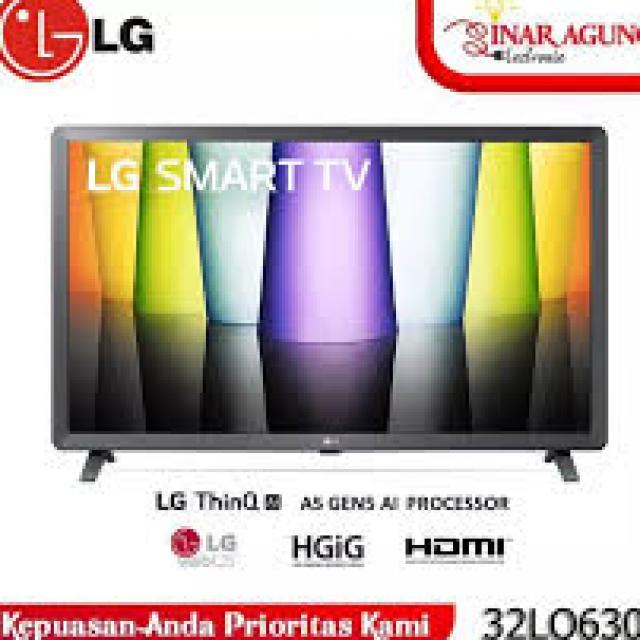 LG
SINAR AGUNG
Electronic
LG SMART TV
LG
LG ThinQ AI α5 GEN5 AI PROCESSOR
LG
HGiG
HDMI
Kepuasan-Anda Prioritas Kami
32LQ630